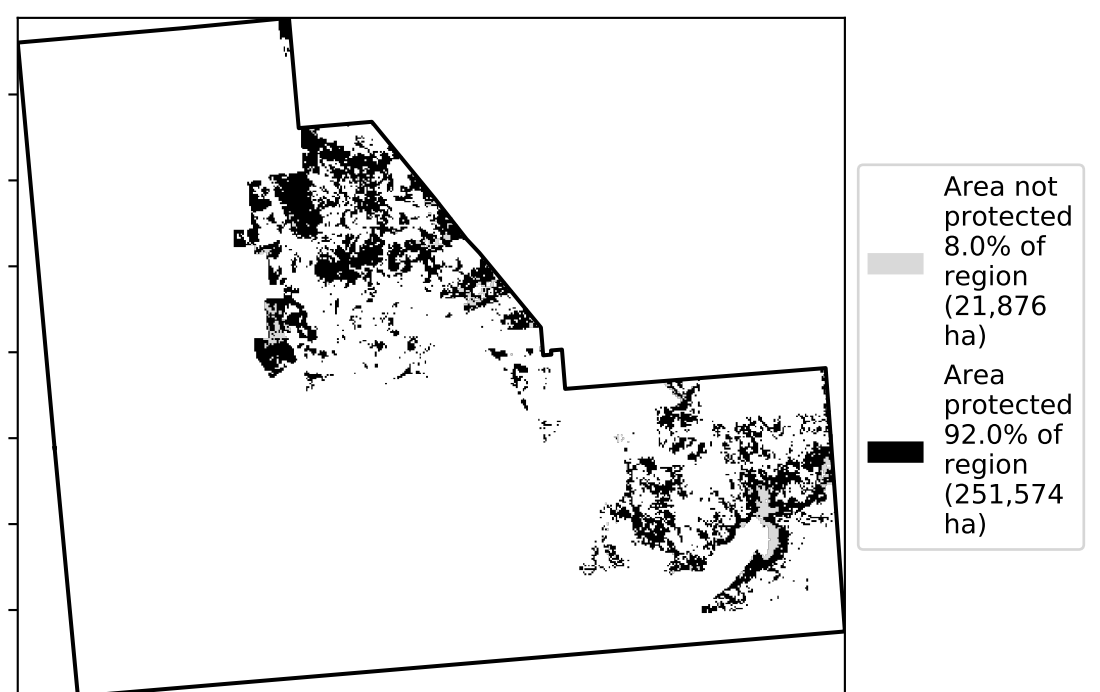 Area not
protected
8.0% of
region
(21,876
ha)
Area
protected
92.0% of
region
(251,574
ha)